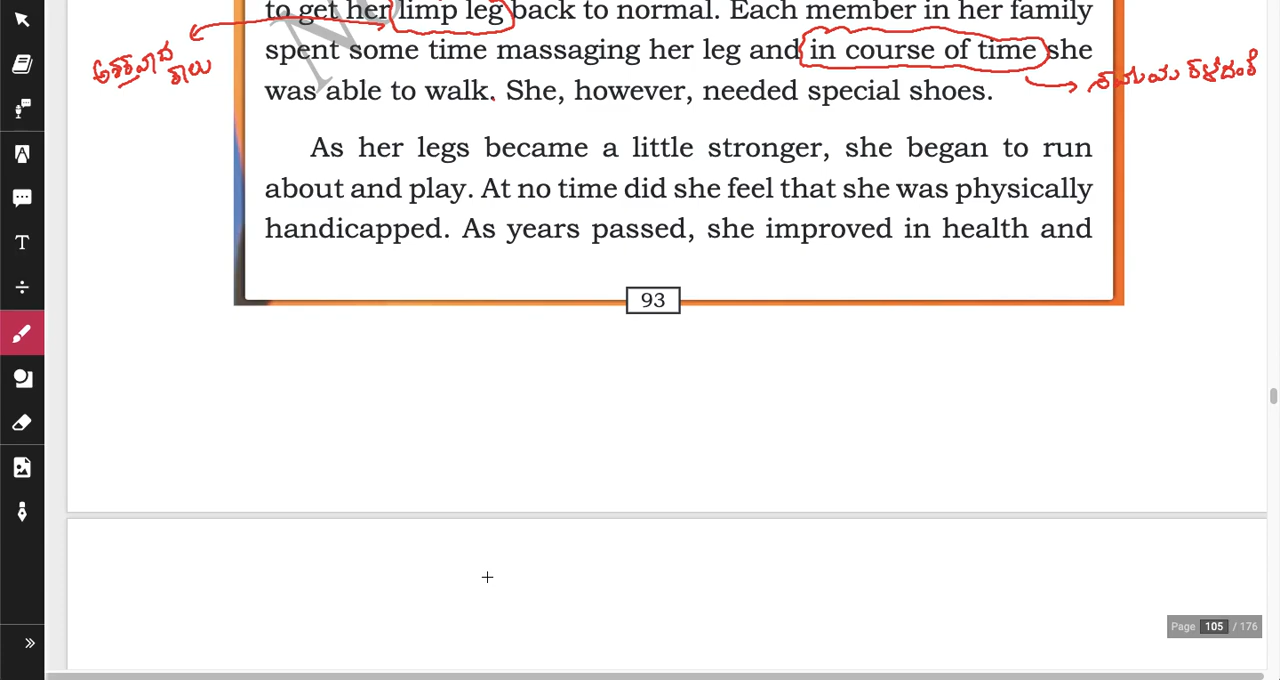 to get her limp leg back to normal. Each member in her family
spent some time massaging her leg and in course of time she
was able to walk. She, however, needed special shoes.
ಕಾಲು
ಸಮಯ ಕಳೆದಂತೆ
As her legs became a little stronger, she began to run
about and play. At no time did she feel that she was physically
handicapped. As years passed, she improved in health and
93
Page 105 / 176